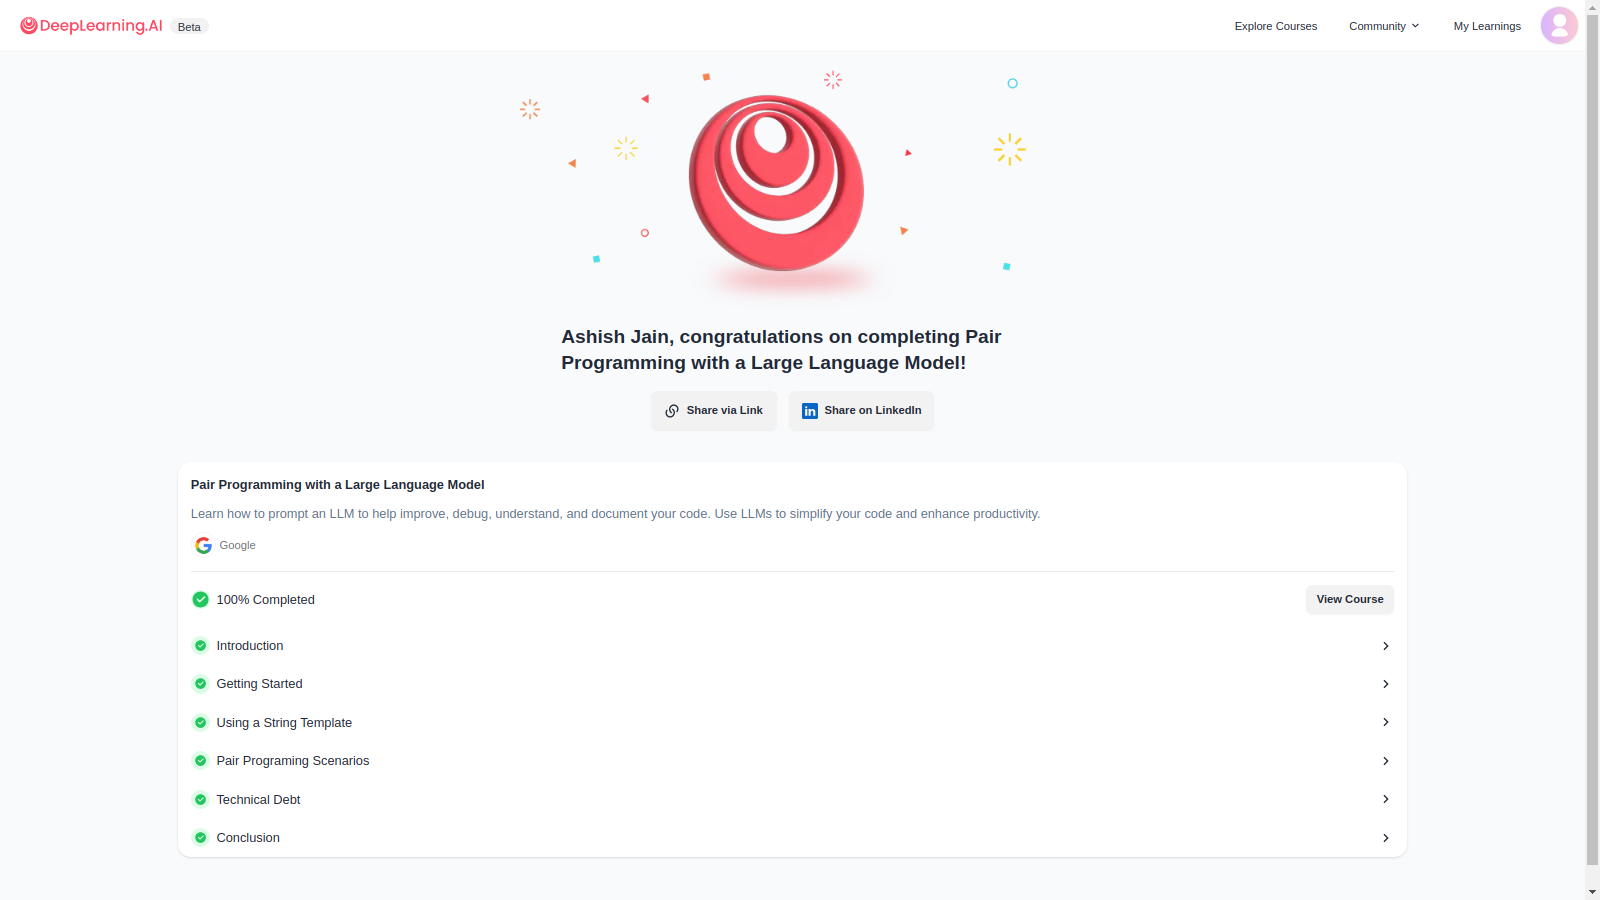 DeepLearning.AI Beta
Explore Courses Community My Learnings
Ashish Jain, congratulations on completing Pair
Programming with a Large Language Model!
Share via Link
in Share on LinkedIn
Pair Programming with a Large Language Model
Learn how to prompt an LLM to help improve, debug, understand, and document your code. Use LLMs to simplify your code and enhance productivity.
Google
100% Completed
View Course
Introduction
Getting Started
Using a String Template
Pair Programing Scenarios
Technical Debt
Conclusion